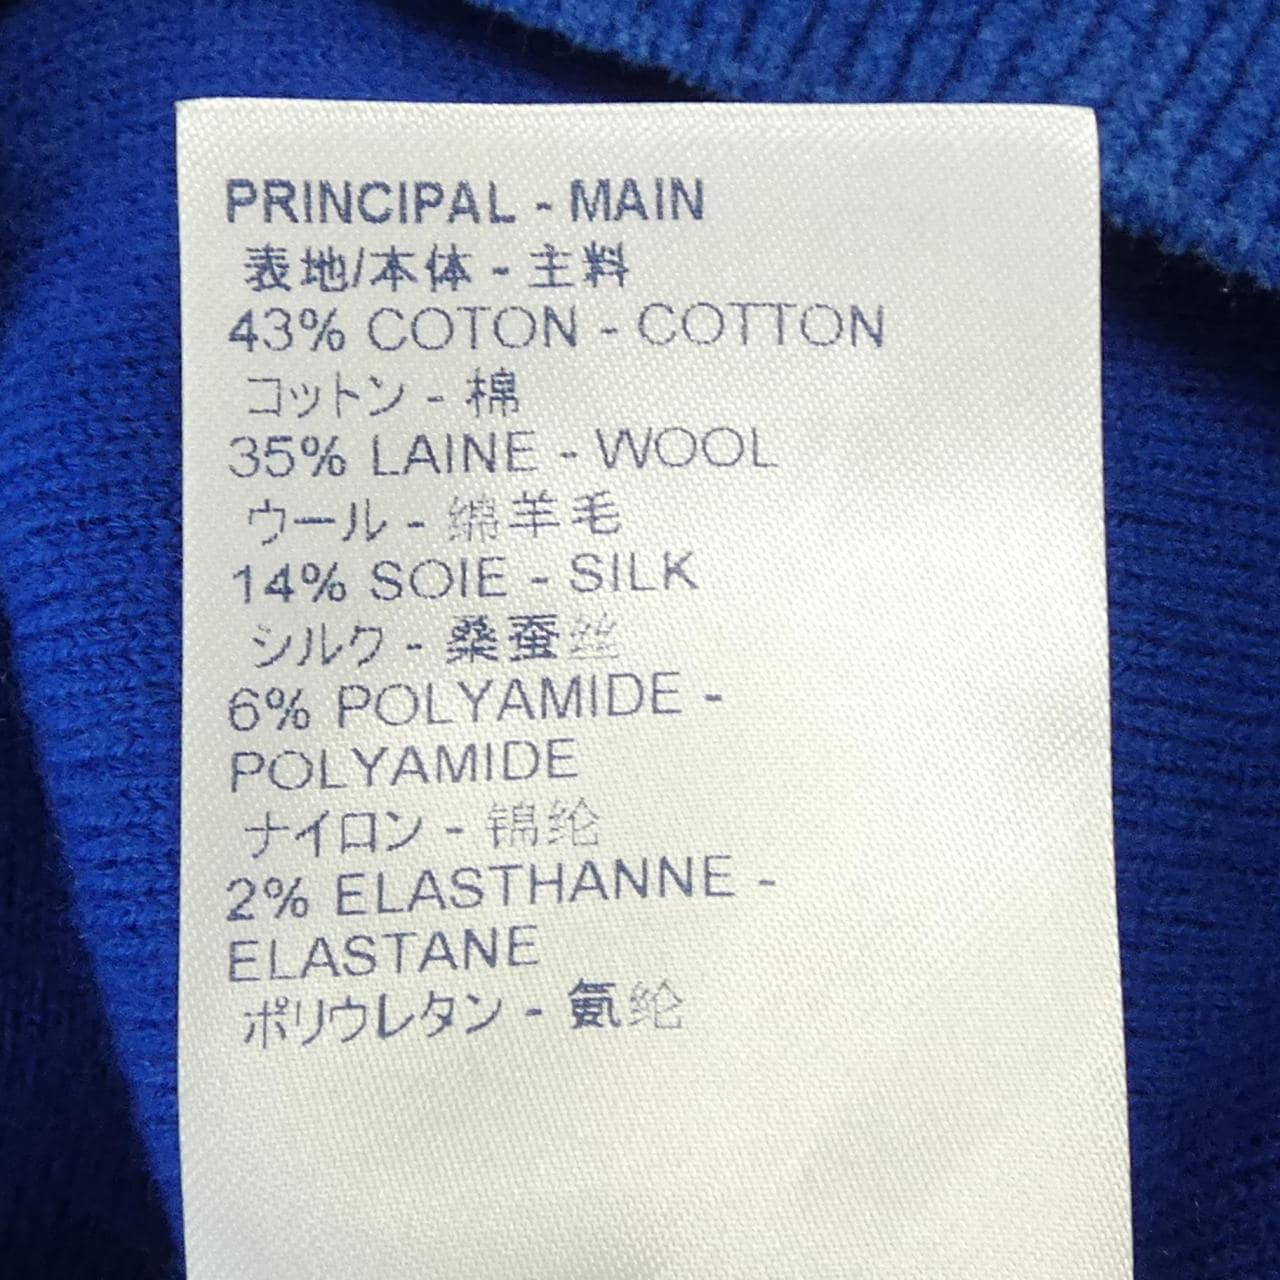 PRINCIPAL - MAIN
表地/本体 - 主料
43% COTON - COTTON
コットン - 棉
35% LAINE - WOOL
ウール - 绵羊毛
14% SOIE - SILK
シルク - 桑蚕丝
6% POLYAMIDE -
POLYAMIDE
ナイロン - 锦纶
2% ELASTHANNE -
ELASTANE
ポリウレタン - 氨纶